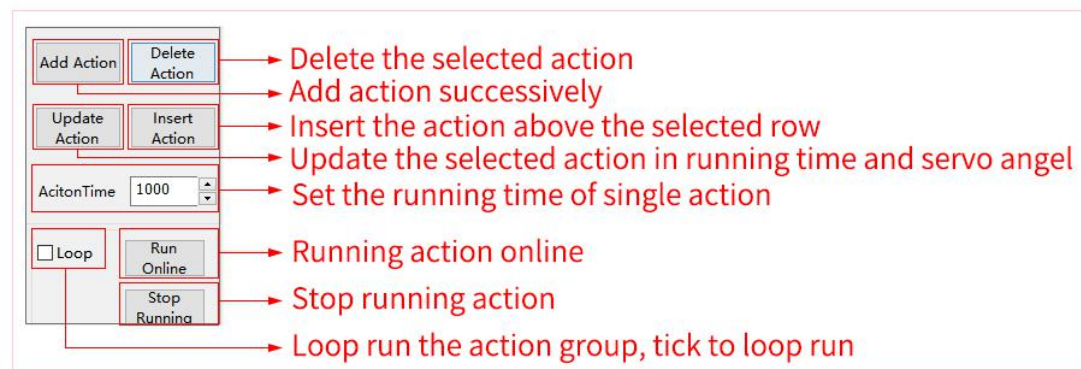 Add Action
Delete
Action
Delete the selected action
Add action successively
Update
Action
Insert
Action
Insert the action above the selected row
Update the selected action in running time and servo angel
AcitonTime
1000
Set the running time of single action
Loop
Run
Online
Running action online
Stop
Running
Stop running action
Loop run the action group, tick to loop run